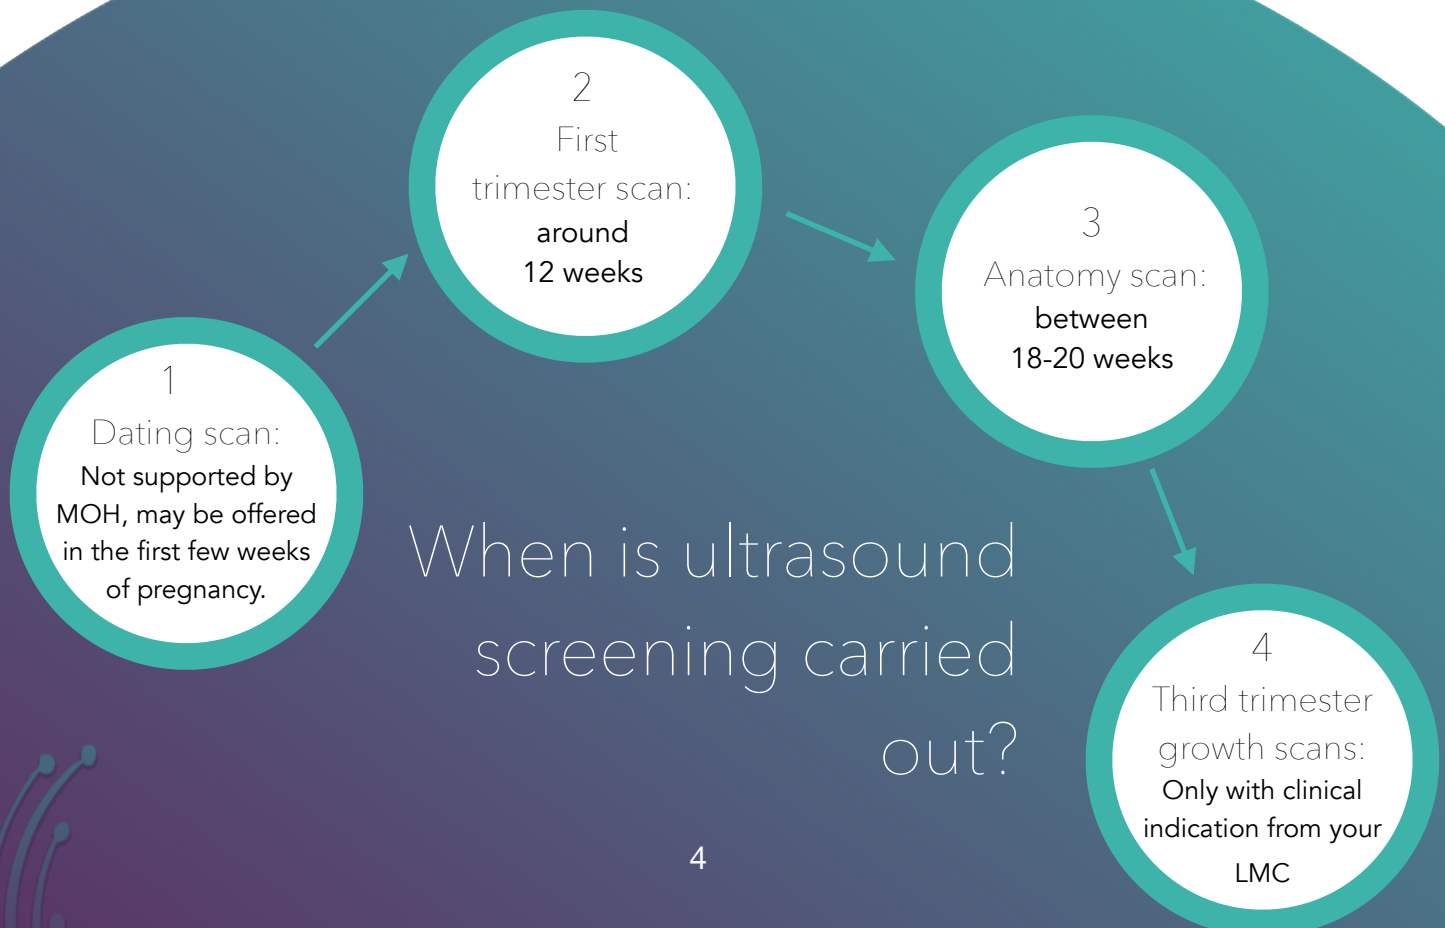 1
Dating scan:
Not supported by
MOH, may be offered
in the first few weeks
of pregnancy.
2
First
trimester scan:
around
12 weeks
3
Anatomy scan:
between
18-20 weeks
4
Third trimester
growth scans:
Only with clinical
indication from your
LMC
When is ultrasound
screening carried
out?
4